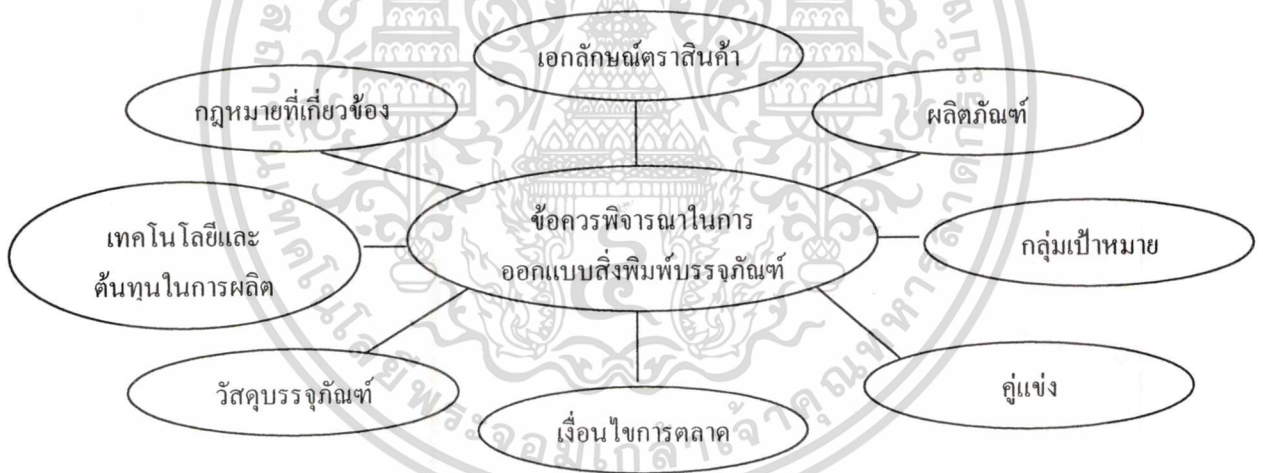 เอกลักษณ์ตราสินค้า
กฎหมายที่เกี่ยวข้อง
ผลิตภัณฑ์
ข้อควรพิจารณาในการ
ออกแบบสิ่งพิมพ์บรรจุภัณฑ์
เทคโนโลยีและ
ต้นทุนในการผลิต
กลุ่มเป้าหมาย
วัสดุบรรจุภัณฑ์
เงื่อนไขการตลาด
คู่แข่ง